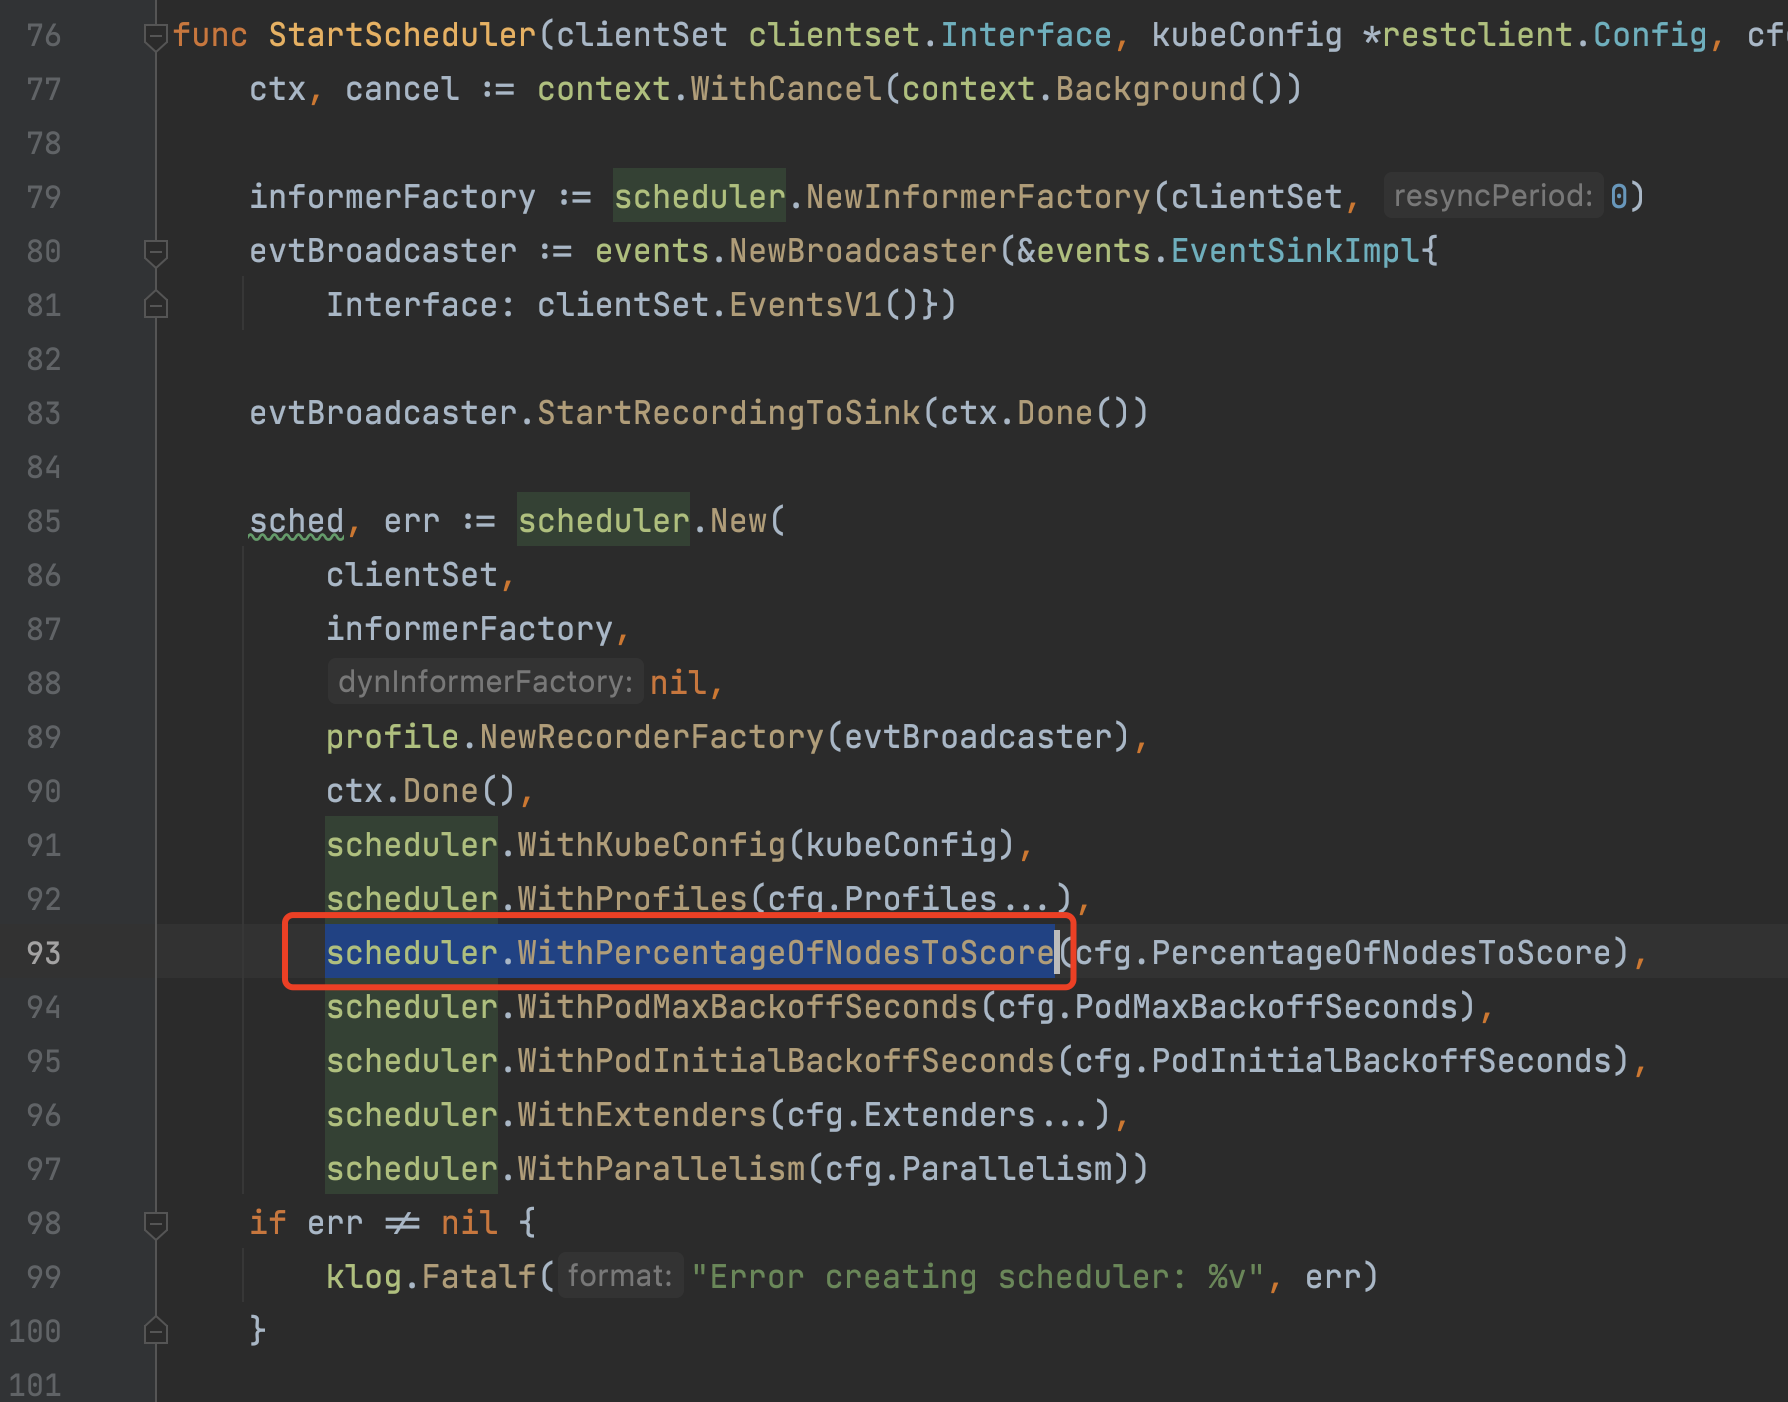 76 func StartScheduler(clientSet clientset.Interface, kubeConfig *restclient.Config, cf
77 ctx, cancel := context.WithCancel(context.Background())
78
79 informerFactory := scheduler.NewInformerFactory(clientSet, resyncPeriod: 0)
80 evtBroadcaster := events.NewBroadcaster(&events.EventSinkImpl{
81 Interface: clientSet.EventsV1()})
82
83 evtBroadcaster.StartRecordingToSink(ctx.Done())
84
85 sched, err := scheduler.New(
86 clientSet,
87 informerFactory,
88 dynInformerFactory: nil,
89 profile.NewRecorderFactory(evtBroadcaster),
90 ctx.Done(),
91 scheduler.WithKubeConfig(kubeConfig),
92 scheduler.WithProfiles(cfg.Profiles...),
93 scheduler.WithPercentageOfNodesToScore(cfg.PercentageOfNodesToScore),
94 scheduler.WithPodMaxBackoffSeconds(cfg.PodMaxBackoffSeconds),
95 scheduler.WithPodInitialBackoffSeconds(cfg.PodInitialBackoffSeconds),
96 scheduler.WithExtenders(cfg.Extenders...),
97 scheduler.WithParallelism(cfg.Parallelism))
98 if err != nil {
99 klog.Fatalf( format: "Error creating scheduler: %v", err)
100 }
101